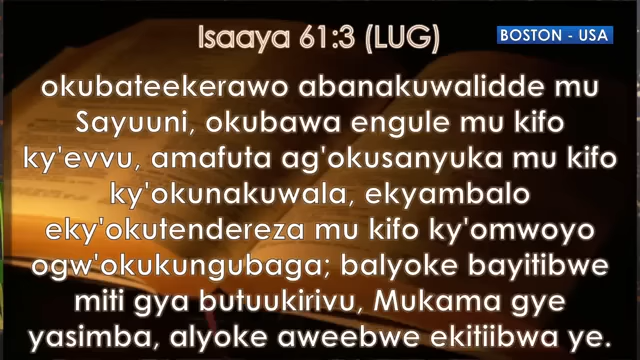 Isaaya 61:3 (LUG)
BOSTON - USA
okubateekerawo abanakuwalidde mu
Sayuuni, okubawa engule mu kifo
ky'evvu, amafuta ag'okusanyuka mu kifo
ky'okunakuwala, ekyambalo
eky'okutendereza mu kifo ky'omwoyo
ogw'okukungubaga; balyoke bayitibwe
miti gya butuukirivu, Mukama gye
yasimba, alyoke aweebwe ekitiibwa ye.